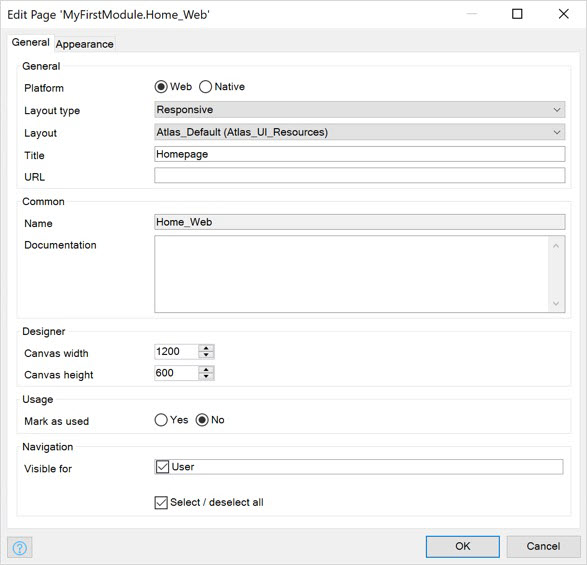 Edit Page 'MyFirstModule.Home_Web'
General Appearance
General
Platform Web Native
Layout type Responsive
Layout Atlas_Default (Atlas_UI_Resources)
Title Homepage
URL
Common
Name Home_Web
Documentation
Designer
Canvas width 1200
Canvas height 600
Usage
Mark as used Yes No
Navigation
Visible for User
Select / deselect all
? OK Cancel